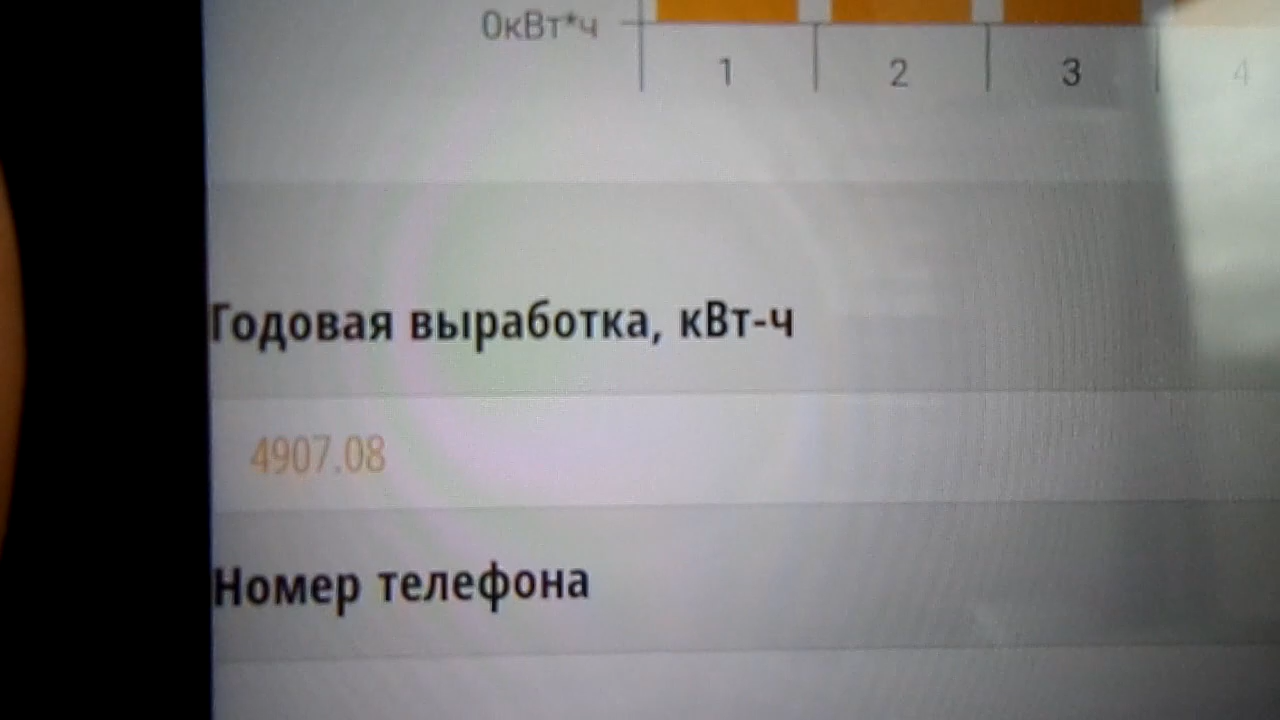 0кВт*ч
1 2 3 4
Годовая выработка, кВт-ч
4907.08
Номер телефона